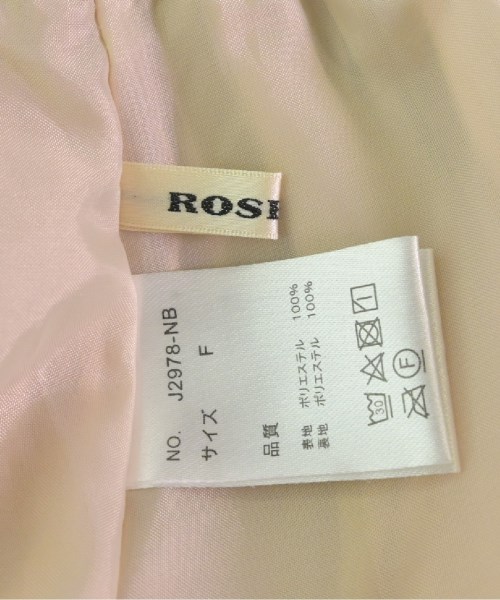 ROSI
NO. J2978-NB
サイズ F
品質
表地 ポリエステル 100%
裏地 ポリエステル 100%
30
F